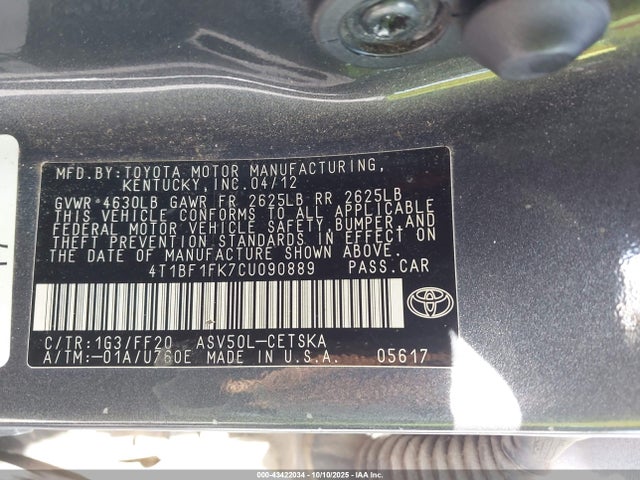 MFD.BY:TOYOTA MOTOR MANUFACTURING,
KENTUCKY, INC. 04/12
GVWR 4630LB GAWR FR 2625LB RR 2625LB
THIS VEHICLE CONFORMS TO ALL APPLICABLE
FEDERAL MOTOR VEHICLE SAFETY, BUMPER, AND
THEFT PREVENTION STANDARDS IN EFFECT ON
THE DATE OF MANUFACTURE SHOWN ABOVE.
4T1BF1FK7CU090889 PASS.CAR
C/TR:1G3/FF20 ASV50L-CETSKA
A/TM:-01A/U760E MADE IN U.S.A. 05617
TOYOTA
000-43422034 - 10/10/2025 - © Copyright 2025 - IAA Inc.